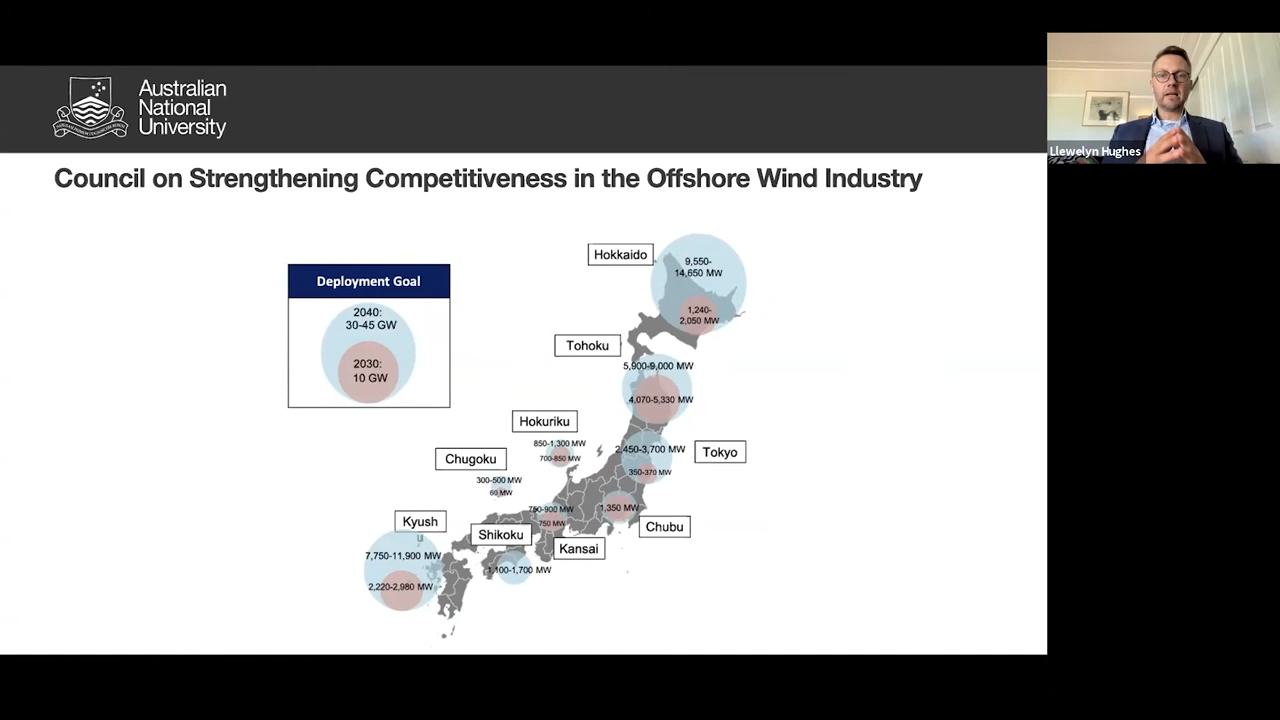 Australian
National
University
Llewelyn Hughes
Council on Strengthening Competitiveness in the Offshore Wind Industry
Deployment Goal
2040:
30-45 GW
2030:
10 GW
Hokkaido
9,550-
14,650 MW
1,240-
2,050 MW
Tohoku
5,900-9,000 MW
4,070-5,330 MW
Hokuriku
850-1,300 MW
700-850 MW
2,450-3,700 MW
Tokyo
350-370 MW
Chugoku
300-500 MW
60 MW
750-900 MW
750 MW
1,350 MW
Chubu
Kyush
u
Shikoku
Kansai
7,750-11,900 MW
1,100-1,700 MW
2,220-2,980 MW